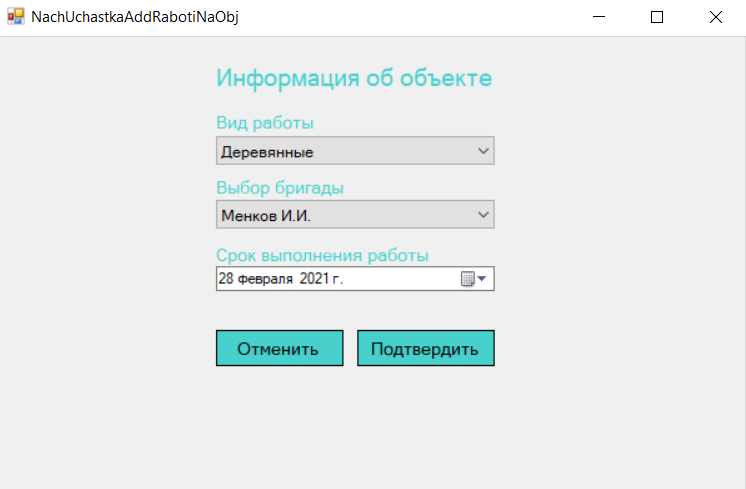 NachUchastkaAddRabotiNaObj
Информация об объекте
Вид работы
Деревянные
Выбор бригады
Менков И.И.
Срок выполнения работы
28 февраля 2021 г.
Отменить Подтвердить